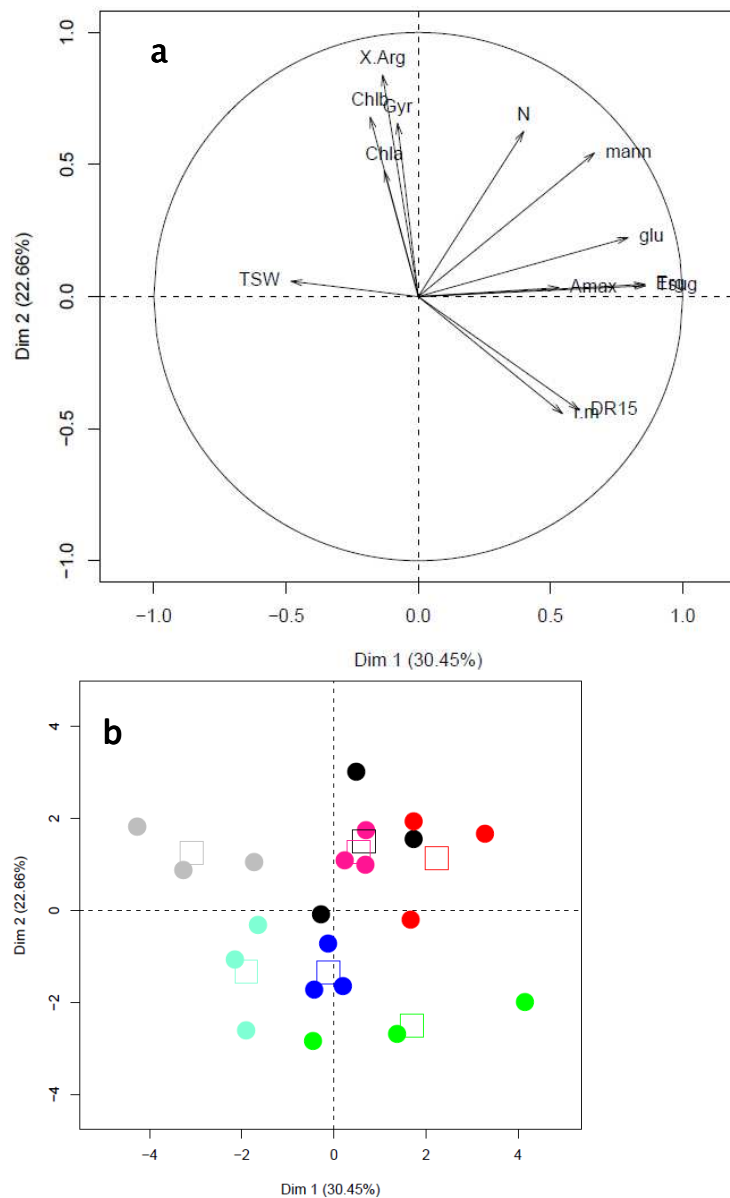 a
1.0
X.Arg
Chlb
Gyr
N
Chla
mann
0.5
glu
TSW
Amax
Tsug
0.0
DR15
r.m
−0.5
−1.0
Dim 2 (22.66%)
−1.0 −0.5 0.0 0.5 1.0
Dim 1 (30.45%)
b
4
2
0
−2
−4
Dim 2 (22.66%)
−4 −2 0 2 4
Dim 1 (30.45%)